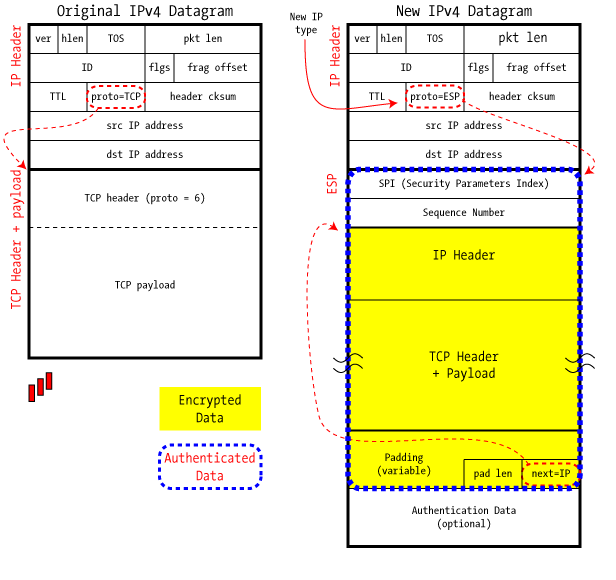 Original IPv4 Datagram
IP Header
ver hlen TOS pkt len
ID flgs frag offset
TTL proto=TCP header cksum
src IP address
dst IP address
TCP Header + payload
TCP header (proto = 6)
TCP payload
Encrypted
Data
Authenticated
Data
New IPv4 Datagram
New IP
type
IP Header
ver hlen TOS pkt len
ID flgs frag offset
TTL proto=ESP header cksum
src IP address
dst IP address
ESP
SPI (Security Parameters Index)
Sequence Number
IP Header
TCP Header
+ Payload
Padding
(variable)
pad len next=IP
Authentication Data
(optional)